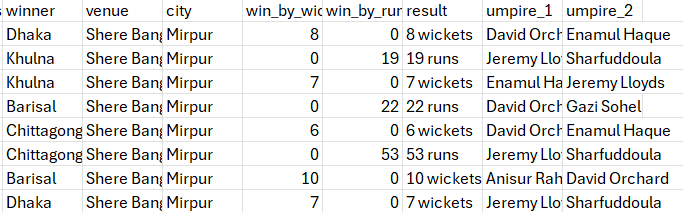 winner venue city win_by_wic win_by_run result umpire_1 umpire_2
Dhaka Shere Bang Mirpur 8 0 8 wickets David Orch Enamul Haque
Khulna Shere Bang Mirpur 0 19 19 runs Jeremy Lloy Sharfuddoula
Khulna Shere Bang Mirpur 7 0 7 wickets Enamul Ha Jeremy Lloyds
Barisal Shere Bang Mirpur 0 22 22 runs David Orch Gazi Sohel
Chittagong Shere Bang Mirpur 6 0 6 wickets David Orch Enamul Haque
Chittagong Shere Bang Mirpur 0 53 53 runs Jeremy Lloy Sharfuddoula
Barisal Shere Bang Mirpur 10 0 10 wickets Anisur Rah David Orchard
Dhaka Shere Bang Mirpur 7 0 7 wickets Jeremy Lloy Sharfuddoula